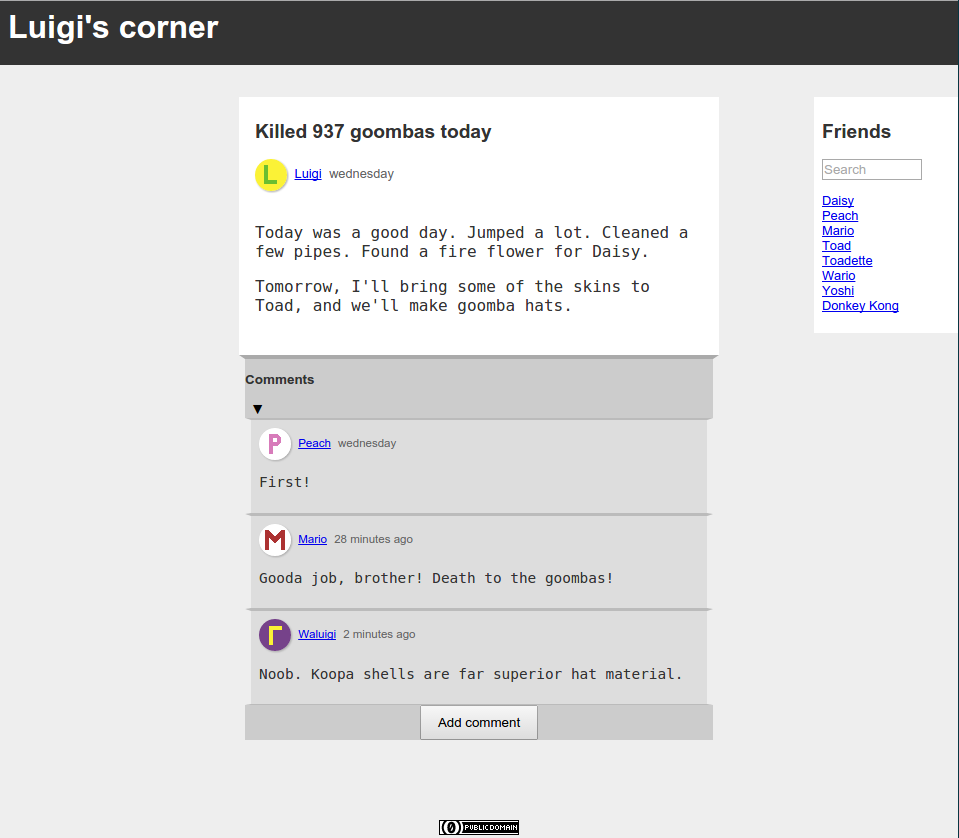 Luigi's corner
Killed 937 goombas today
L Luigi wednesday
Today was a good day. Jumped a lot. Cleaned a
few pipes. Found a fire flower for Daisy.
Tomorrow, I'll bring some of the skins to
Toad, and we'll make goomba hats.
Comments
▼
P Peach wednesday
First!
M Mario 28 minutes ago
Gooda job, brother! Death to the goombas!
Γ Waluigi 2 minutes ago
Noob. Koopa shells are far superior hat material.
Add comment
Friends
Search
Daisy
Peach
Mario
Toad
Toadette
Wario
Yoshi
Donkey Kong
0 PUBLIC DOMAIN